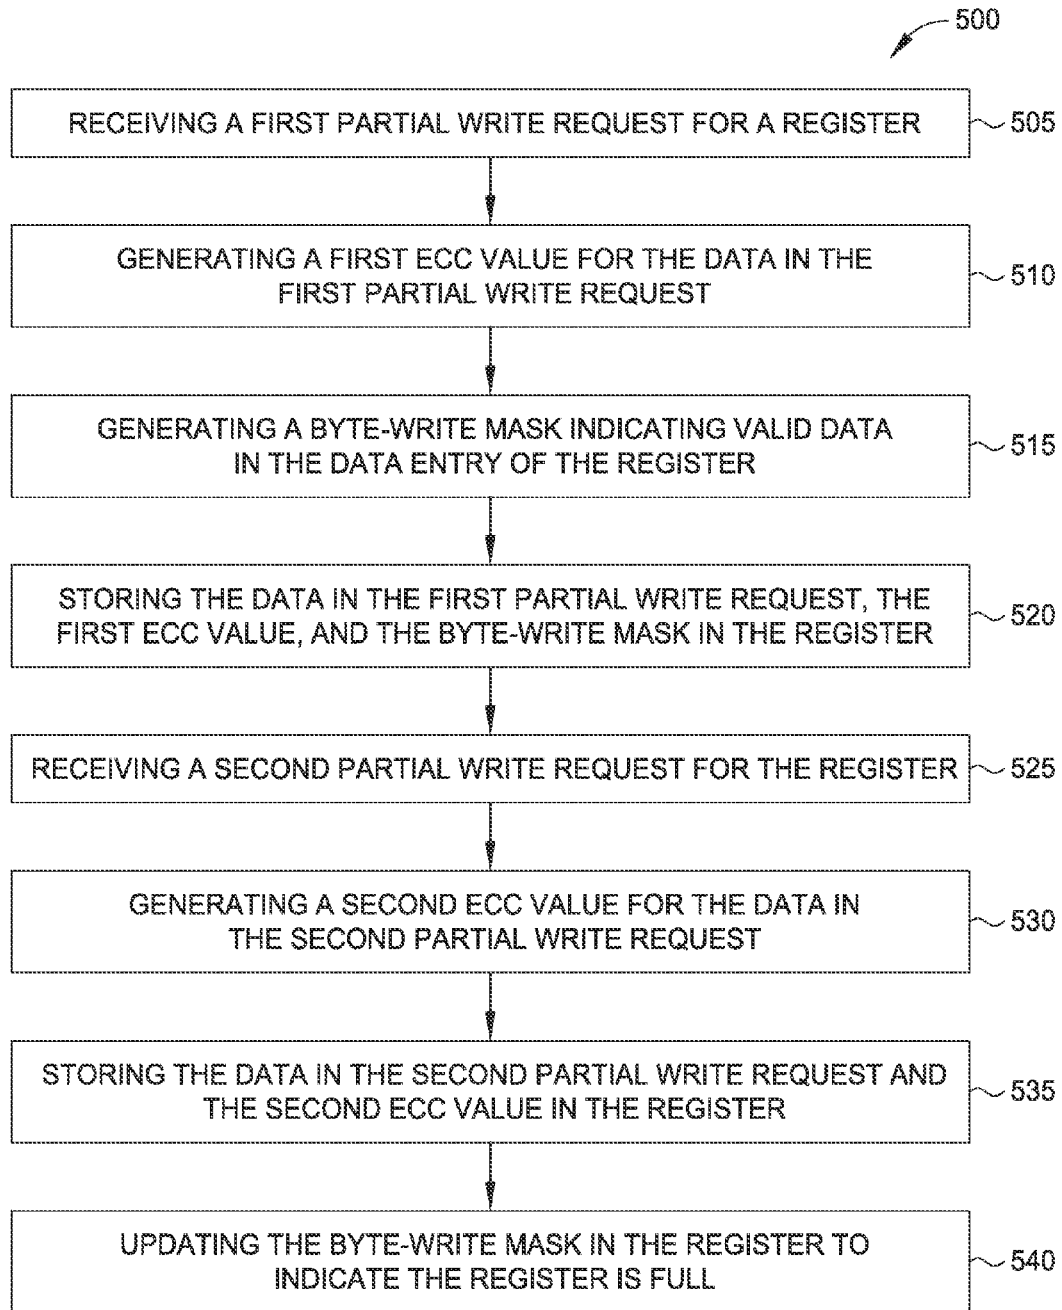 500
RECEIVING A FIRST PARTIAL WRITE REQUEST FOR A REGISTER
505
GENERATING A FIRST ECC VALUE FOR THE DATA IN THE
FIRST PARTIAL WRITE REQUEST
510
GENERATING A BYTE-WRITE MASK INDICATING VALID DATA
IN THE DATA ENTRY OF THE REGISTER
515
STORING THE DATA IN THE FIRST PARTIAL WRITE REQUEST, THE
FIRST ECC VALUE, AND THE BYTE-WRITE MASK IN THE REGISTER
520
RECEIVING A SECOND PARTIAL WRITE REQUEST FOR THE REGISTER
525
GENERATING A SECOND ECC VALUE FOR THE DATA IN
THE SECOND PARTIAL WRITE REQUEST
530
STORING THE DATA IN THE SECOND PARTIAL WRITE REQUEST AND
THE SECOND ECC VALUE IN THE REGISTER
535
UPDATING THE BYTE-WRITE MASK IN THE REGISTER TO
INDICATE THE REGISTER IS FULL
540